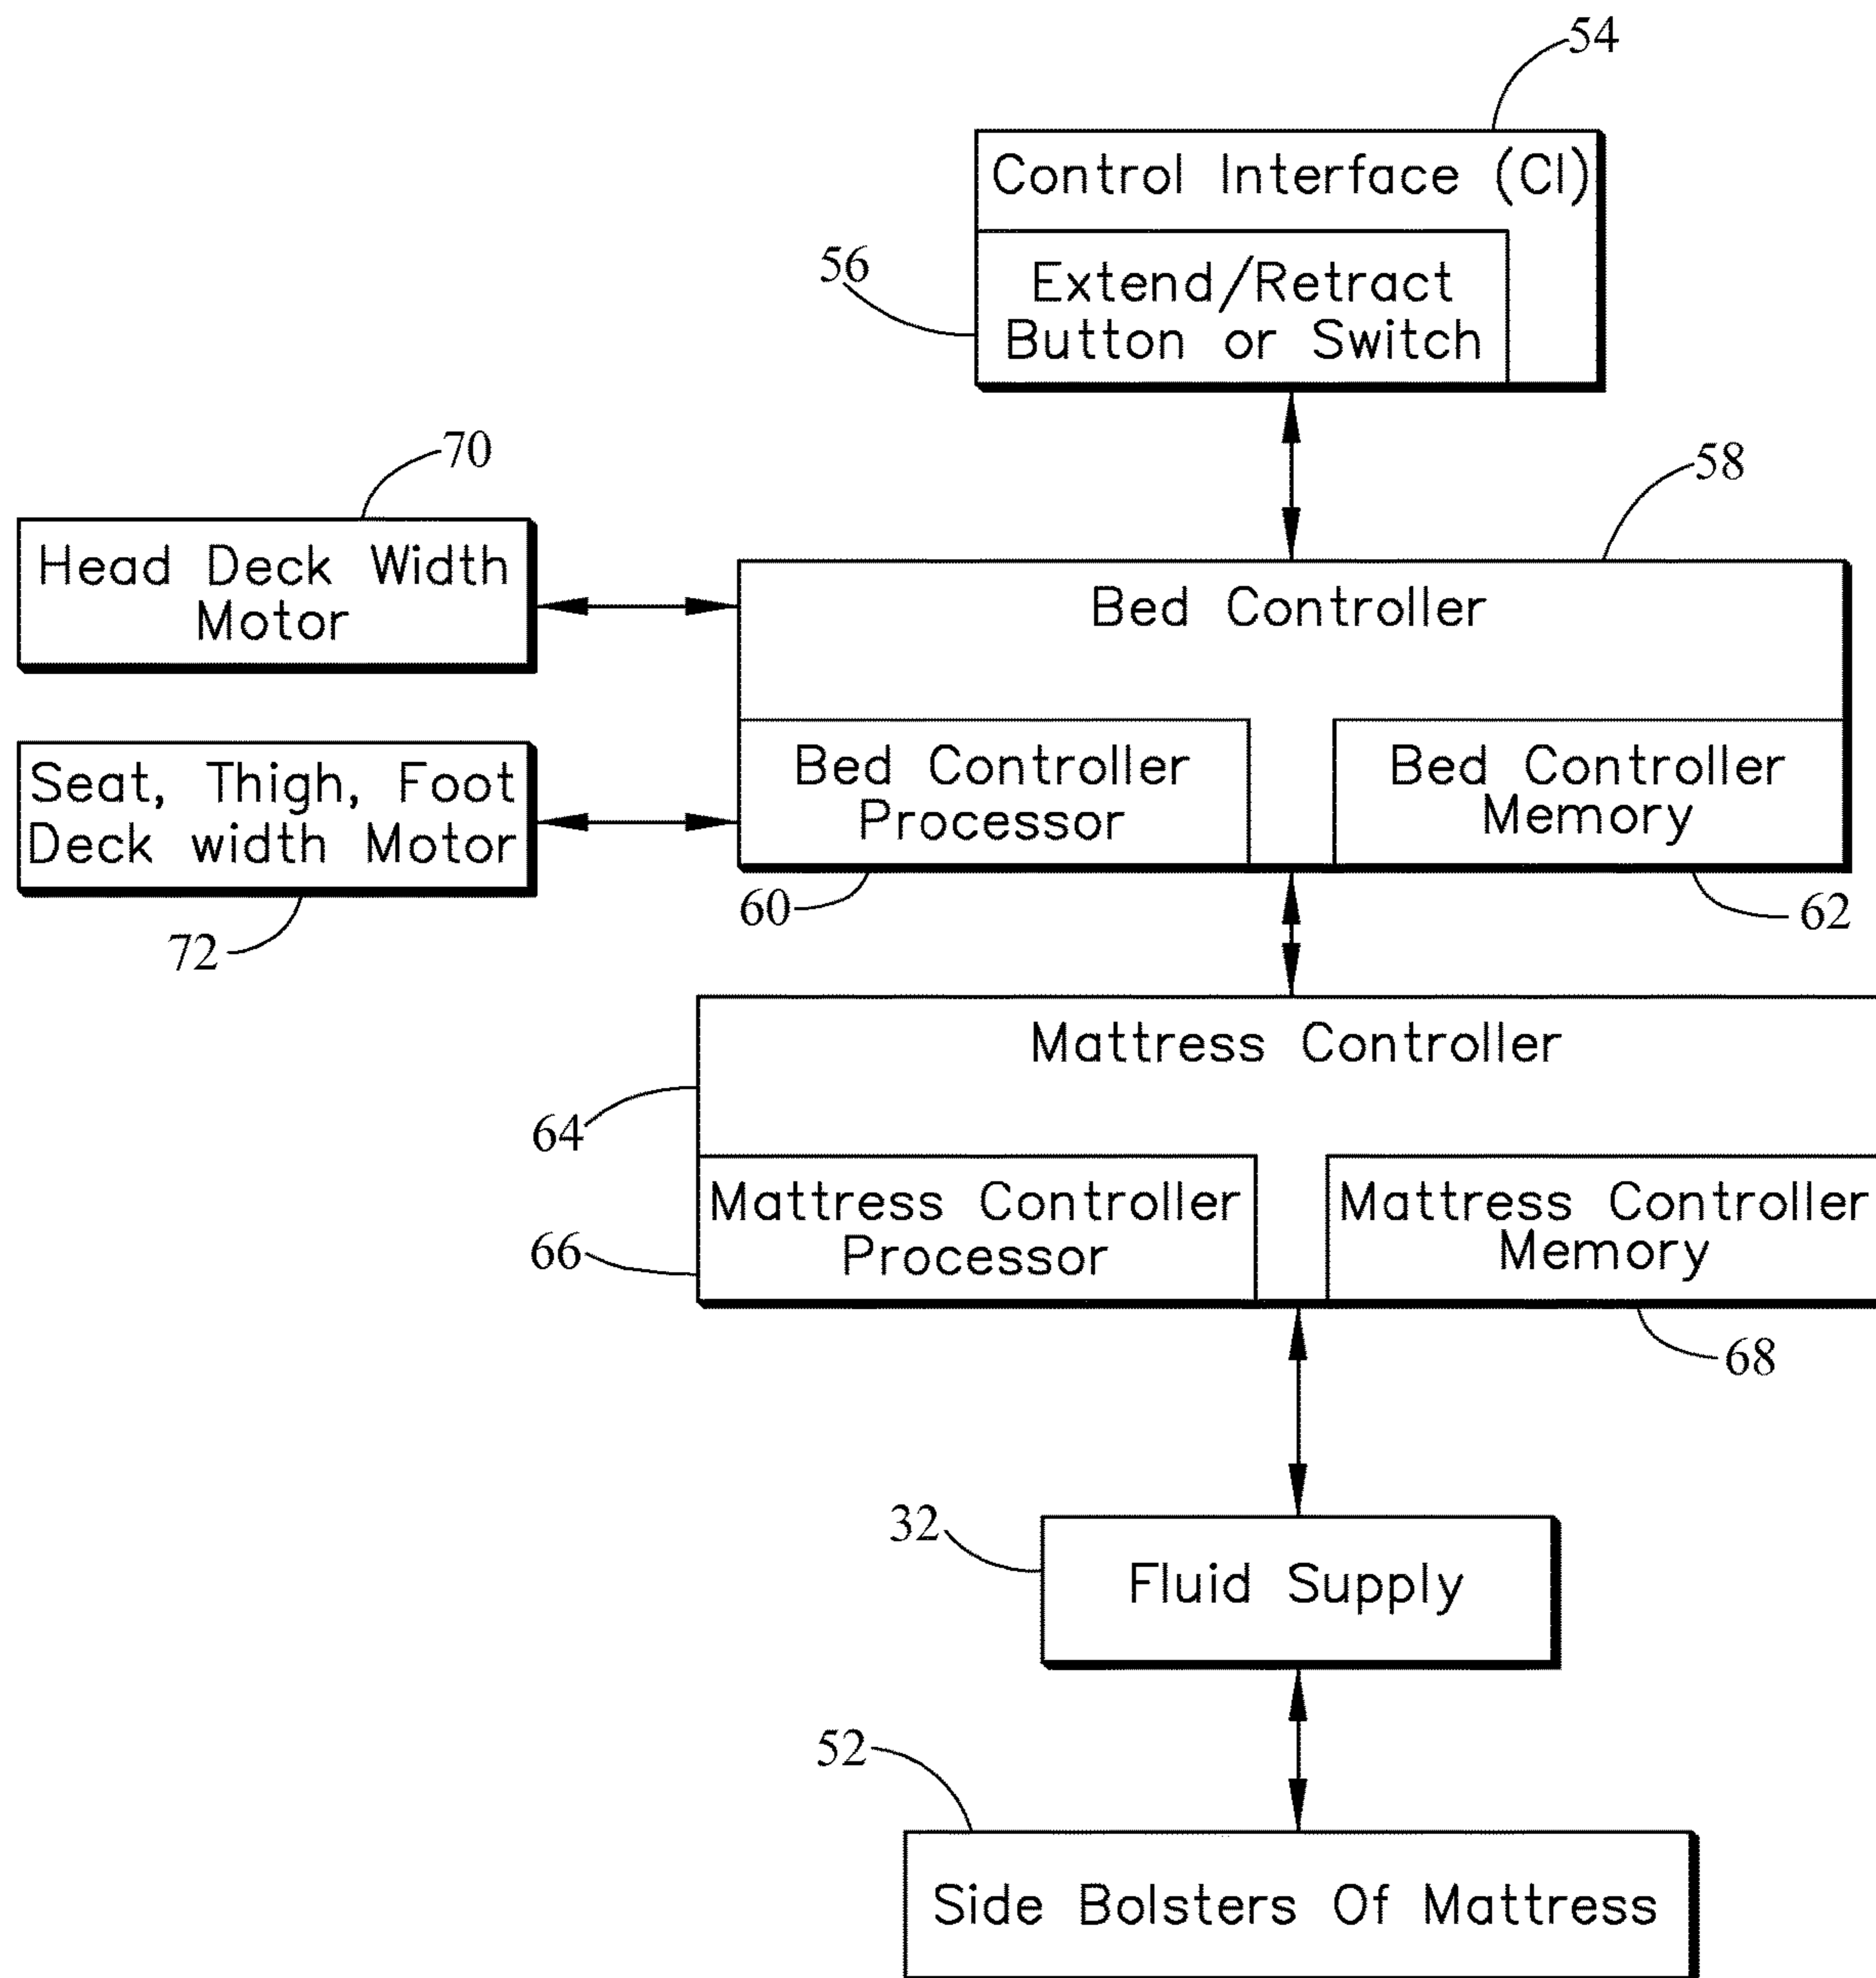 54
Control Interface (CI)
56
Extend/Retract
Button or Switch
70
58
Head Deck Width
Motor
Bed Controller
Seat, Thigh, Foot
Deck width Motor
Bed Controller
Processor
Bed Controller
Memory
72
60
62
Mattress Controller
64
Mattress Controller
Processor
Mattress Controller
Memory
66
68
32
Fluid Supply
52
Side Bolsters Of Mattress